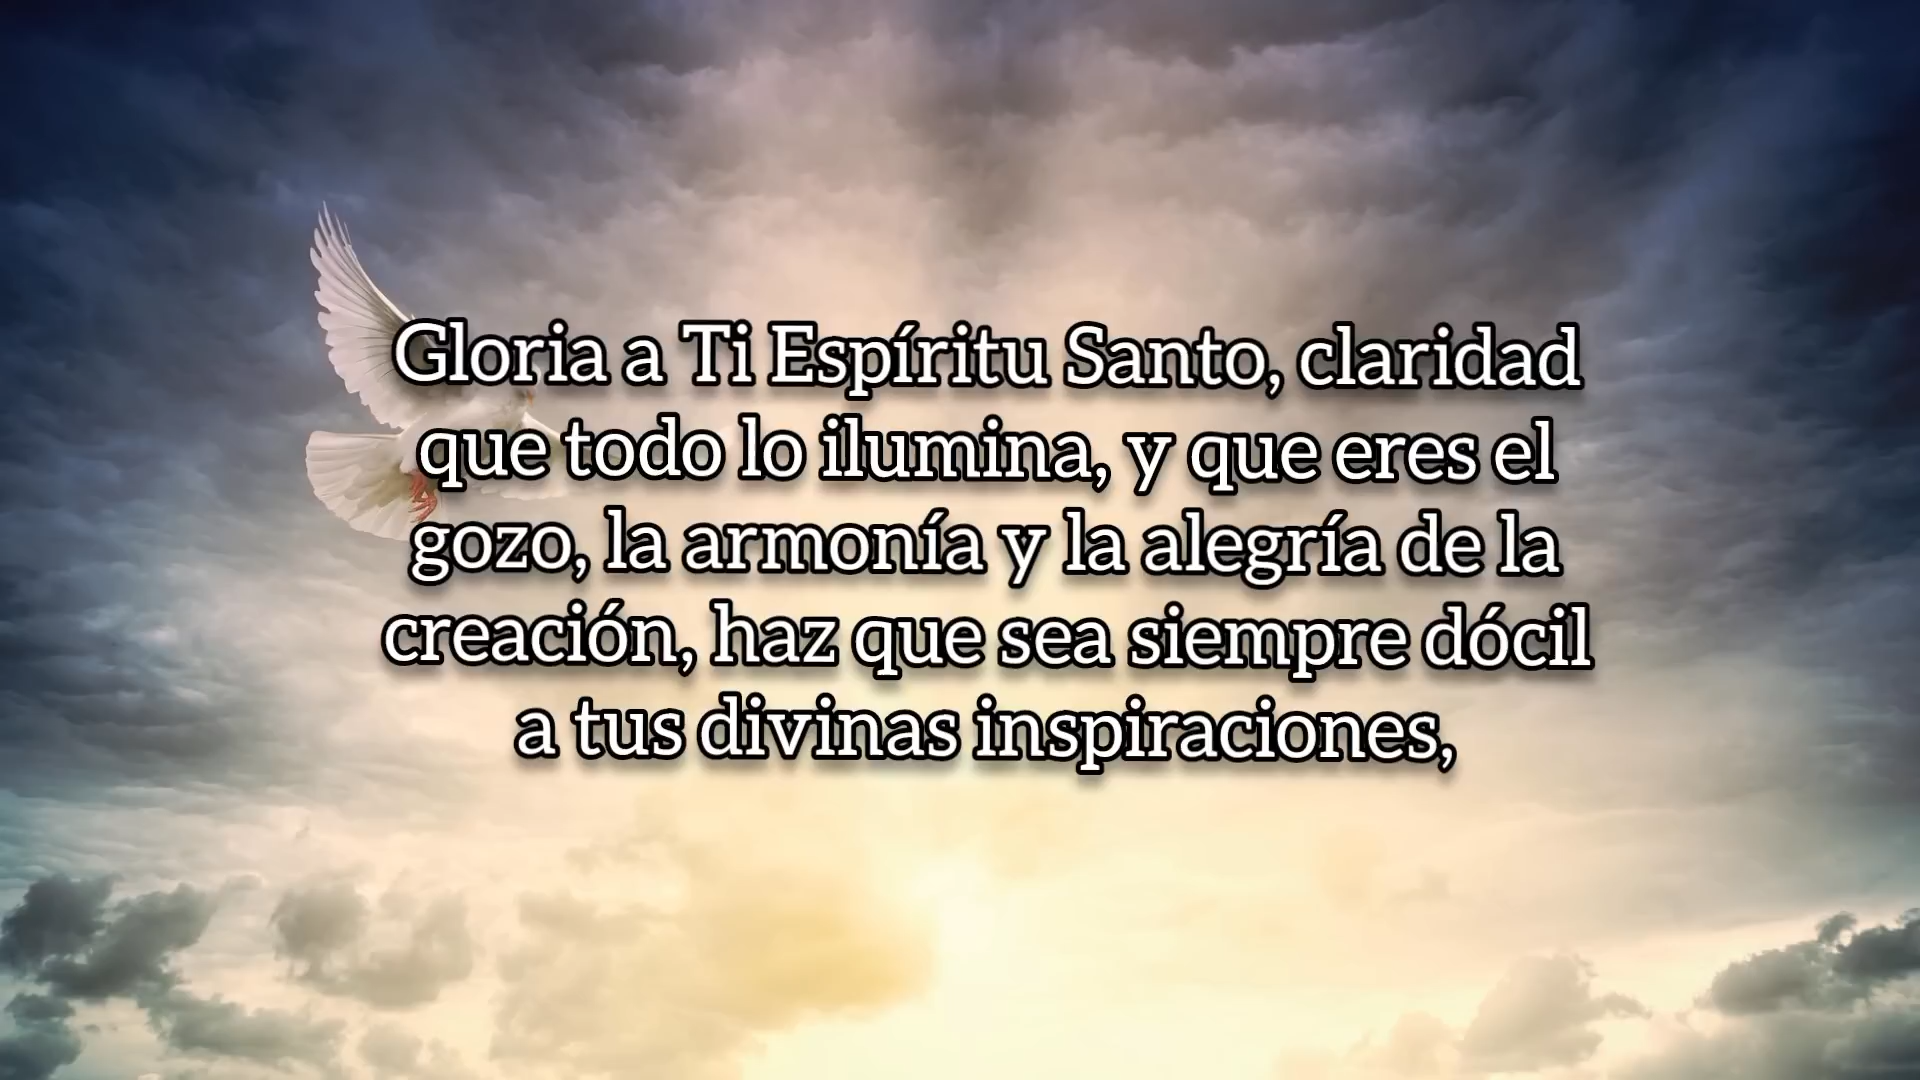 Gloria a Ti Espíritu Santo, claridad
que todo lo ilumina, y que eres el
gozo, la armonía y la alegría de la
creación, haz que sea siempre dócil
a tus divinas inspiraciones,